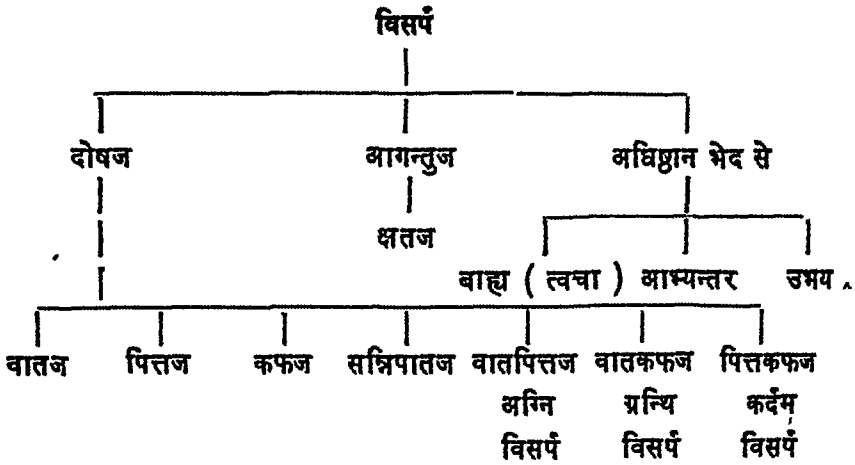 विसर्प
दोषज आगन्तुज अधिष्ठान भेद से
क्षतज
बाह्य ( त्वचा ) आभ्यन्तर उभय
वातज पित्तज कफज सन्निपातज वातपित्तज वातकफज पित्तकफज
अग्नि ग्रन्थि कर्दम
विसर्प विसर्प विसर्प